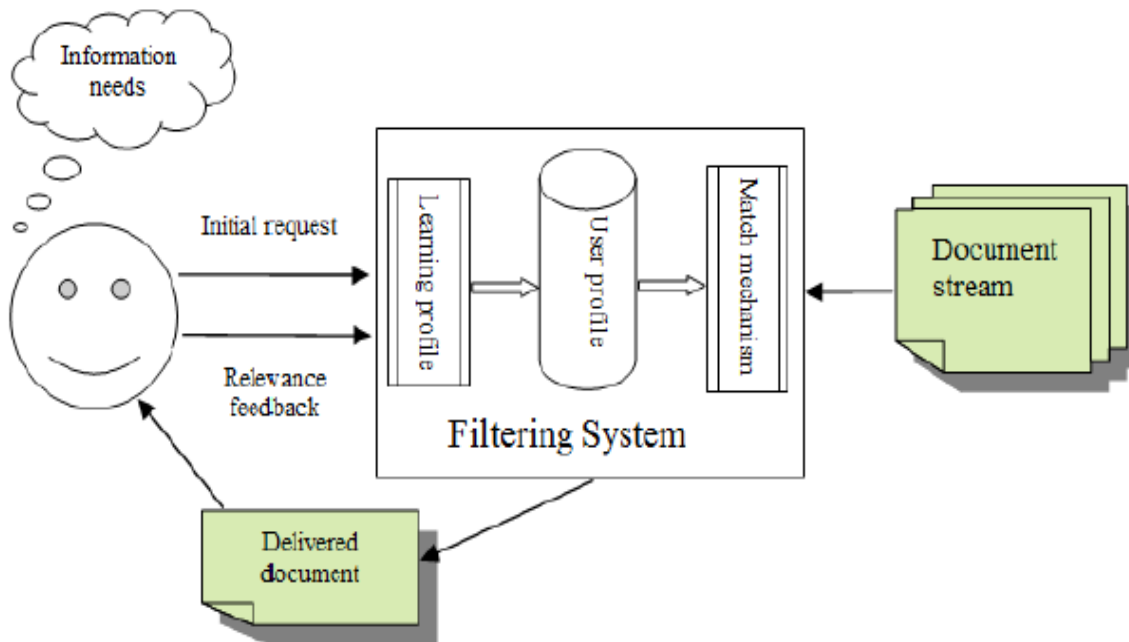 Information
needs
Initial request
Relevance
feedback
Learning profile
User profile
Match mechanism
Filtering System
Document
stream
Delivered
document